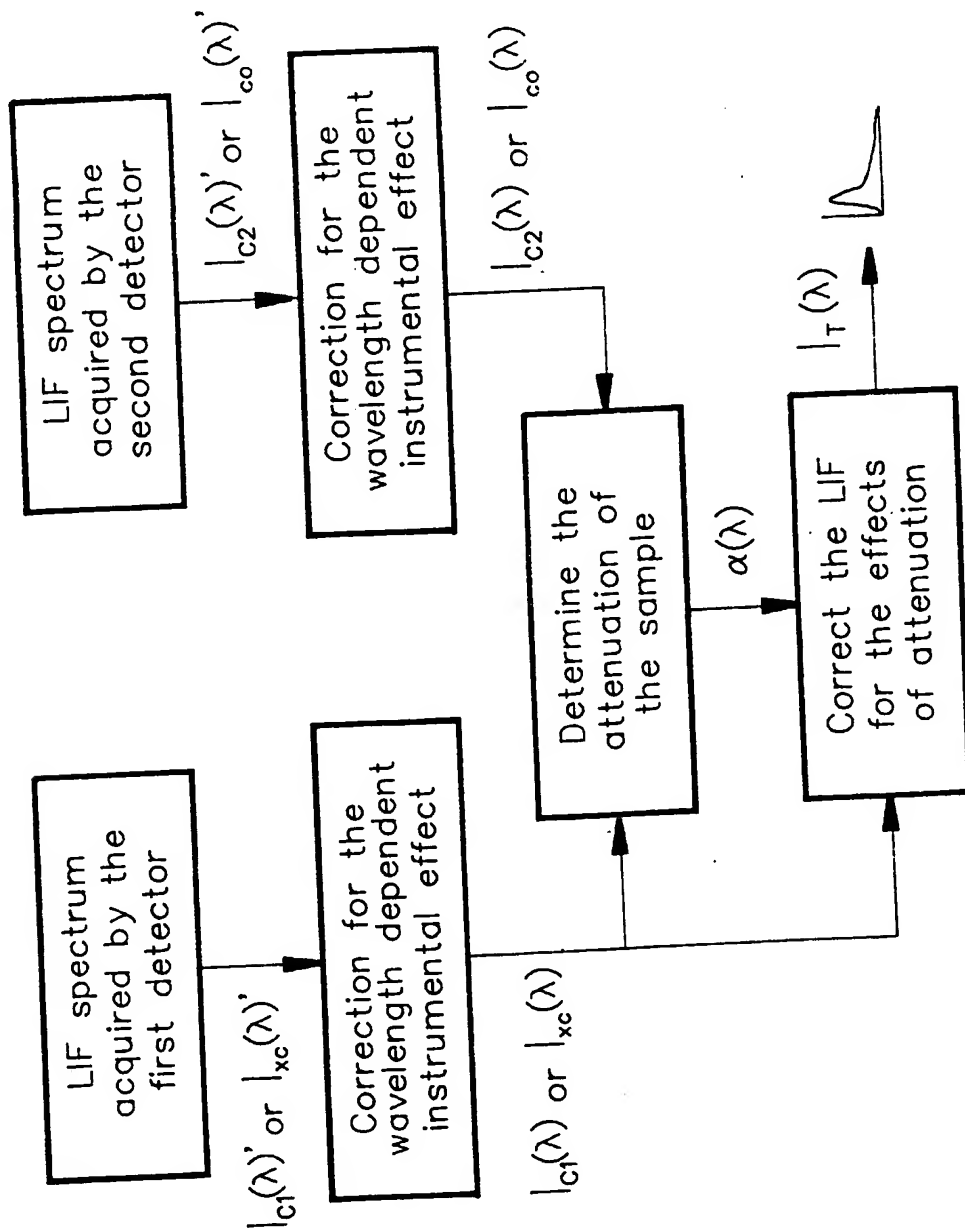 LIF spectrum
acquired by the
first detector
I_C1(λ)' or I_xc(λ)'
Correction for the
wavelength dependent
instrumental effect
I_C1(λ) or I_xc(λ)
LIF spectrum
acquired by the
second detector
I_C2(λ)' or I_co(λ)'
Correction for the
wavelength dependent
instrumental effect
I_C2(λ) or I_co(λ)
Determine the
attenuation of
the sample
α(λ)
Correct the LIF
for the effects
of attenuation
I_T(λ)